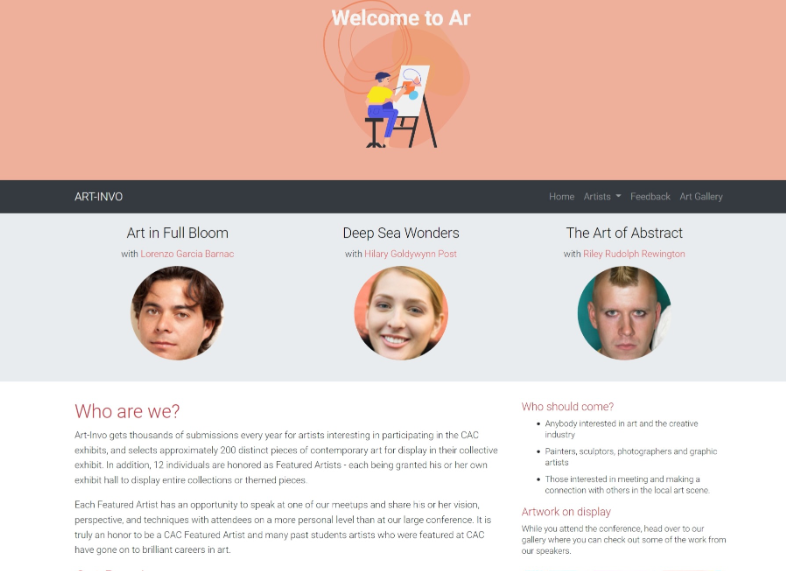 Welcome to Ar
ART-INVO
Home Artists Feedback Art Gallery
Art in Full Bloom
with Lorenzo Garcia Barnac
Deep Sea Wonders
with Hilary Goldywynn Post
The Art of Abstract
with Riley Rudolph Rewington
Who are we?
Art-Invo gets thousands of submissions every year for artists interesting in participating in the CAC
exhibits, and selects approximately 200 distinct pieces of contemporary art for display in their collective
exhibit. In addition, 12 individuals are honored as Featured Artists - each being granted his or her own
exhibit hall to display entire collections or themed pieces.
Each Featured Artist has an opportunity to speak at one of our meetups and share his or her vision,
perspective, and techniques with attendees on a more personal level than at our large conference. It is
truly an honor to be a CAC Featured Artist and many past students artists who were featured at CAC
have gone on to brilliant careers in art.
Who should come?
Anybody interested in art and the creative
industry
Painters, sculptors, photographers and graphic
artists
Those interested in meeting and making a
connection with others in the local art scene.
Artwork on display
While you attend the conference, head over to our
gallery where you can check out some of the work from
our speakers.